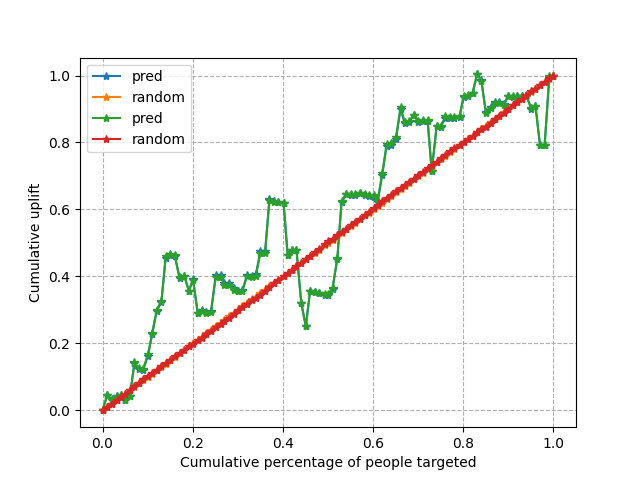 pred
random
pred
random
1.0
0.8
0.6
0.4
0.2
0.0
Cumulative uplift
0.0 0.2 0.4 0.6 0.8 1.0
Cumulative percentage of people targeted